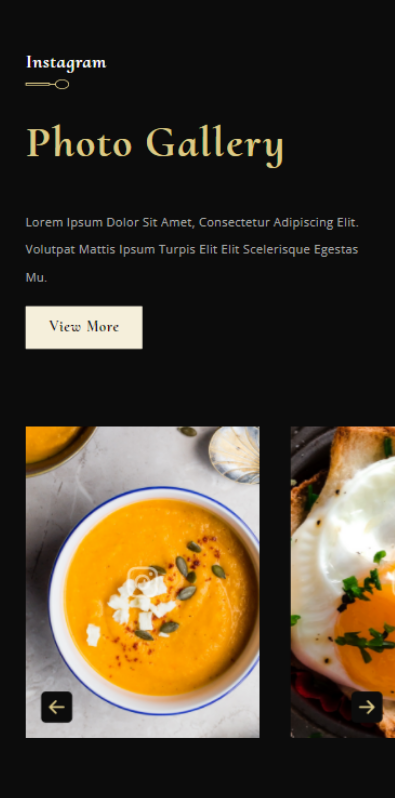 Instagram
Photo Gallery
Lorem Ipsum Dolor Sit Amet, Consectetur Adipiscing Elit.
Volutpat Mattis Ipsum Turpis Elit Elit Scelerisque Egestas
Mu.
View More